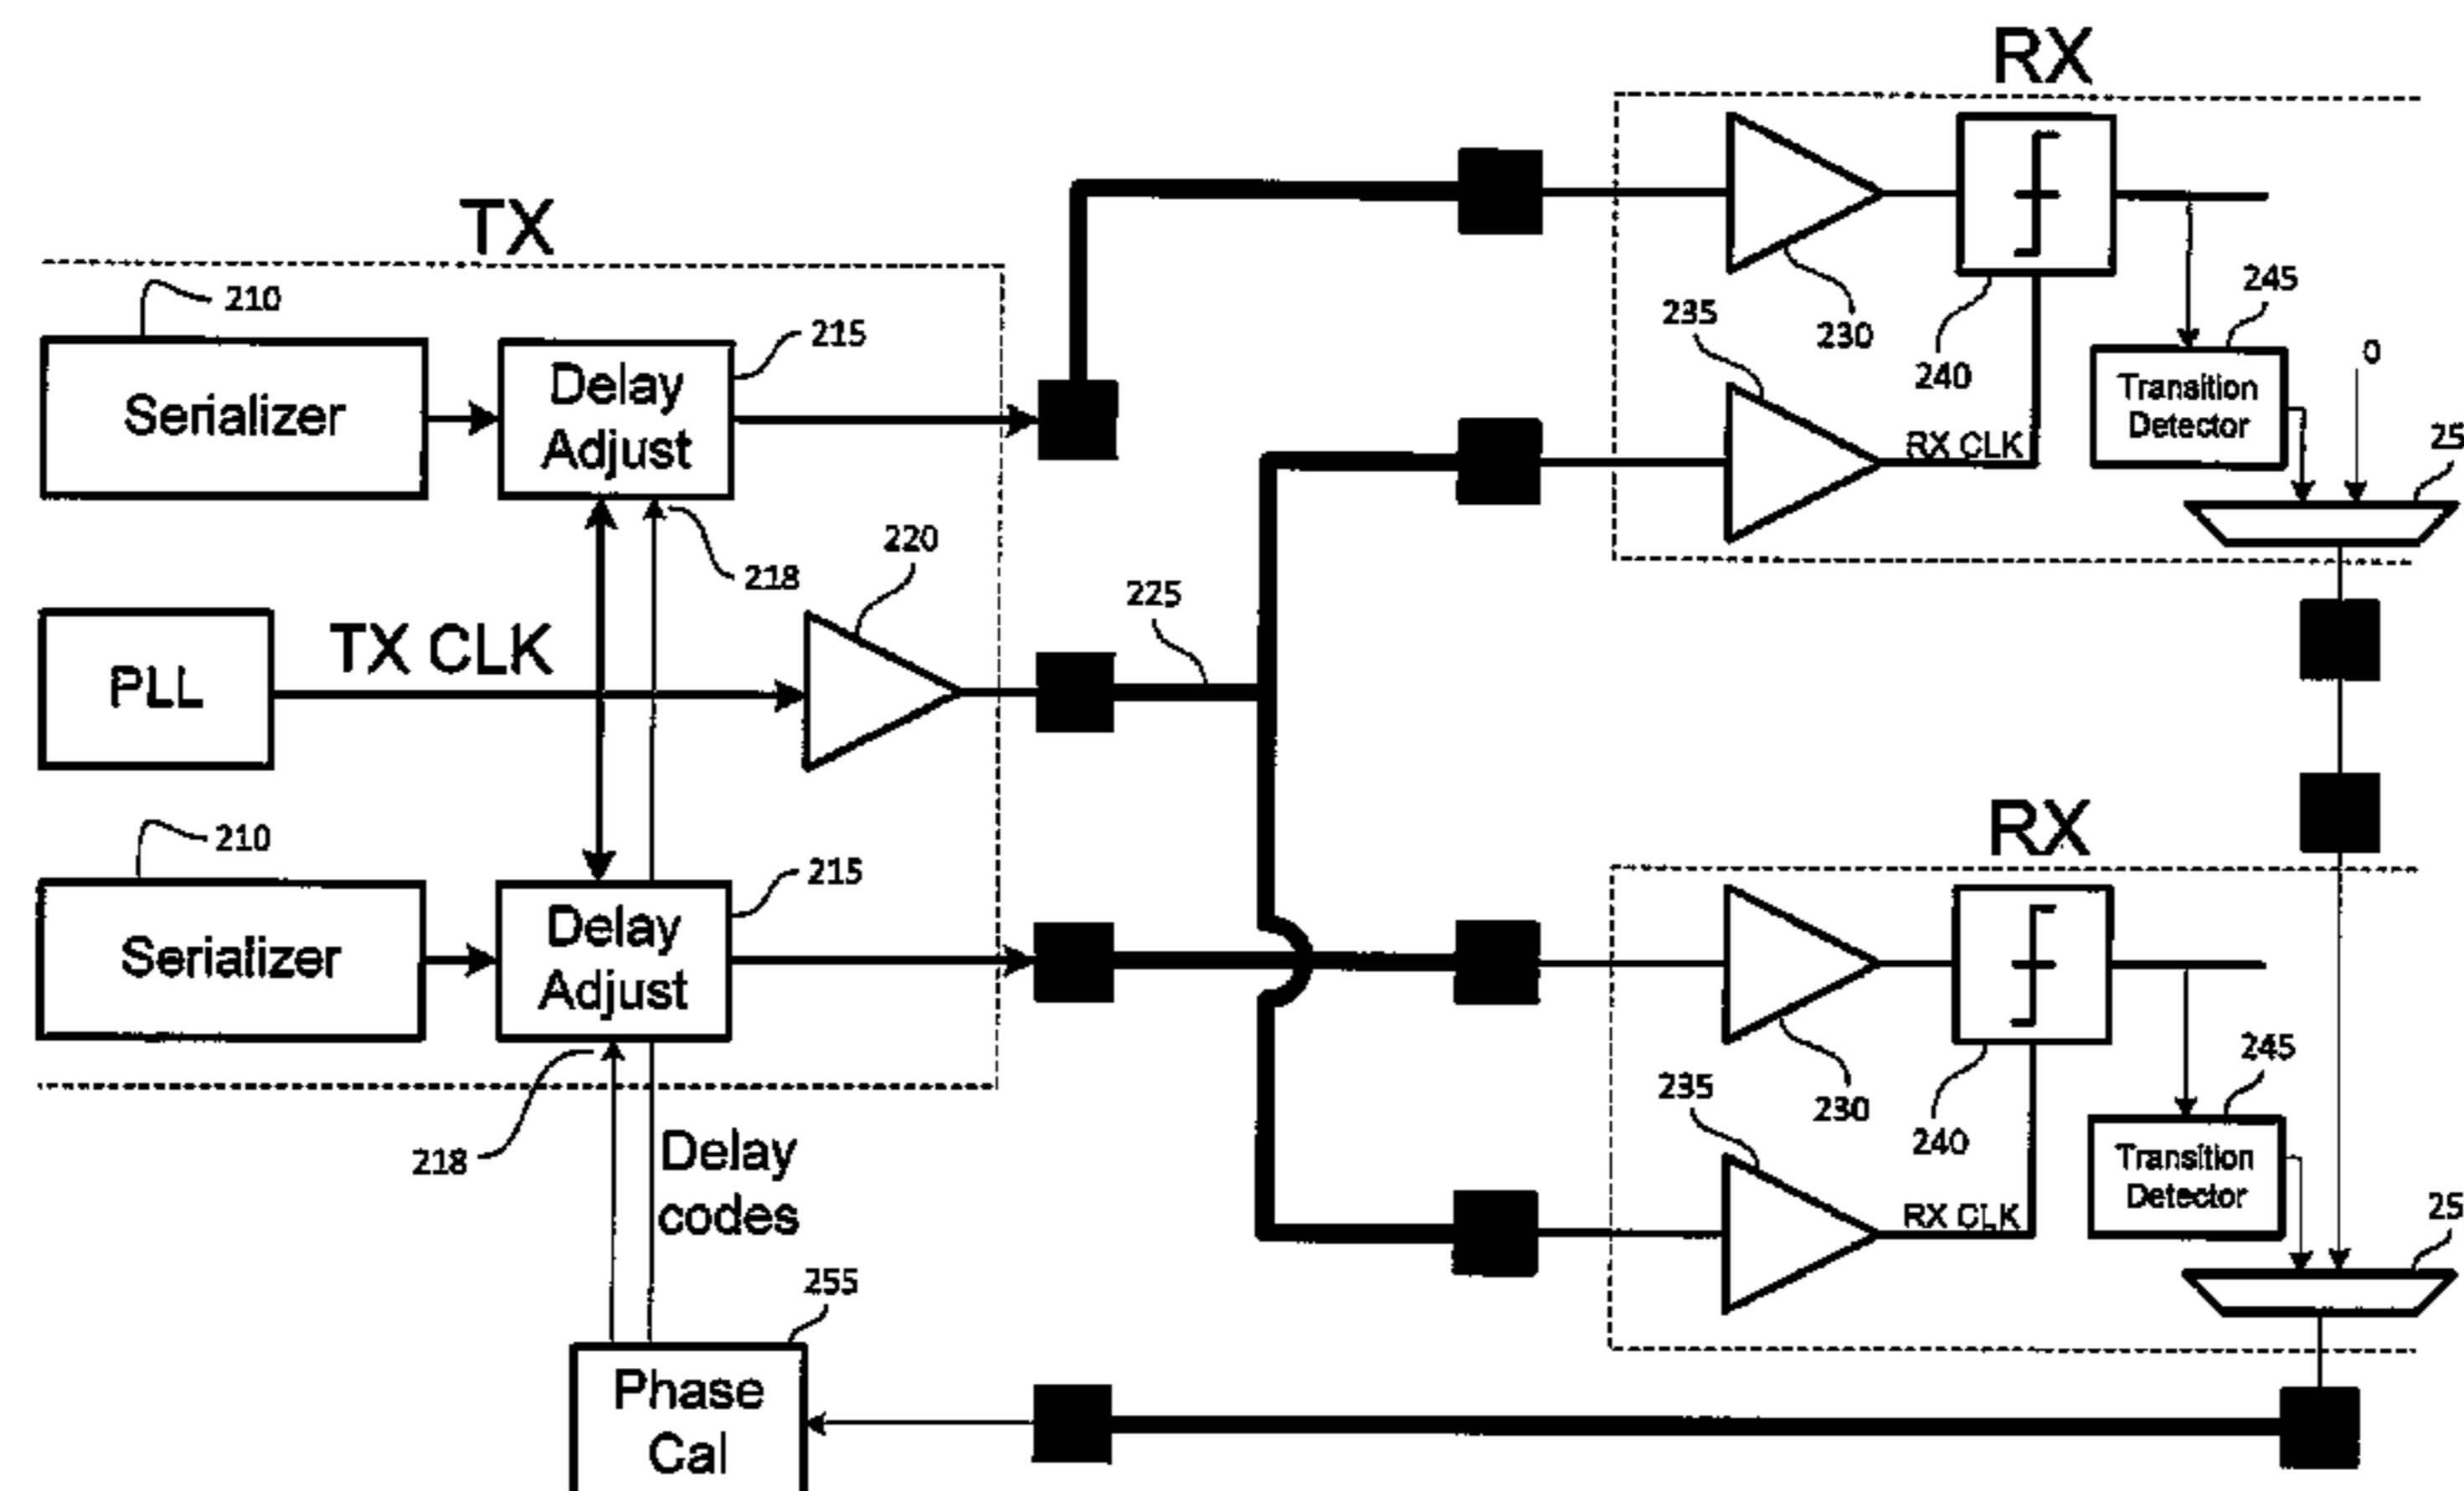 RX
TX
210
215
Serializer
Delay
Adjust
218
220
PLL
TX CLK
225
235
230
240
245
0
RX CLK
Transition
Detector
25
210
215
Serializer
Delay
Adjust
218
Delay
codes
255
Phase
Cal
RX
235
230
240
245
RX CLK
Transition
Detector
25